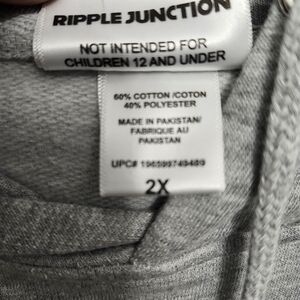 RIPPLE JUNCTION
NOT INTENDED FOR
CHILDREN 12 AND UNDER
60% COTTON /COTON
40% POLYESTER
MADE IN PAKISTAN/
FABRIQUE AU
PAKISTAN
UPC# 196599749489
2X